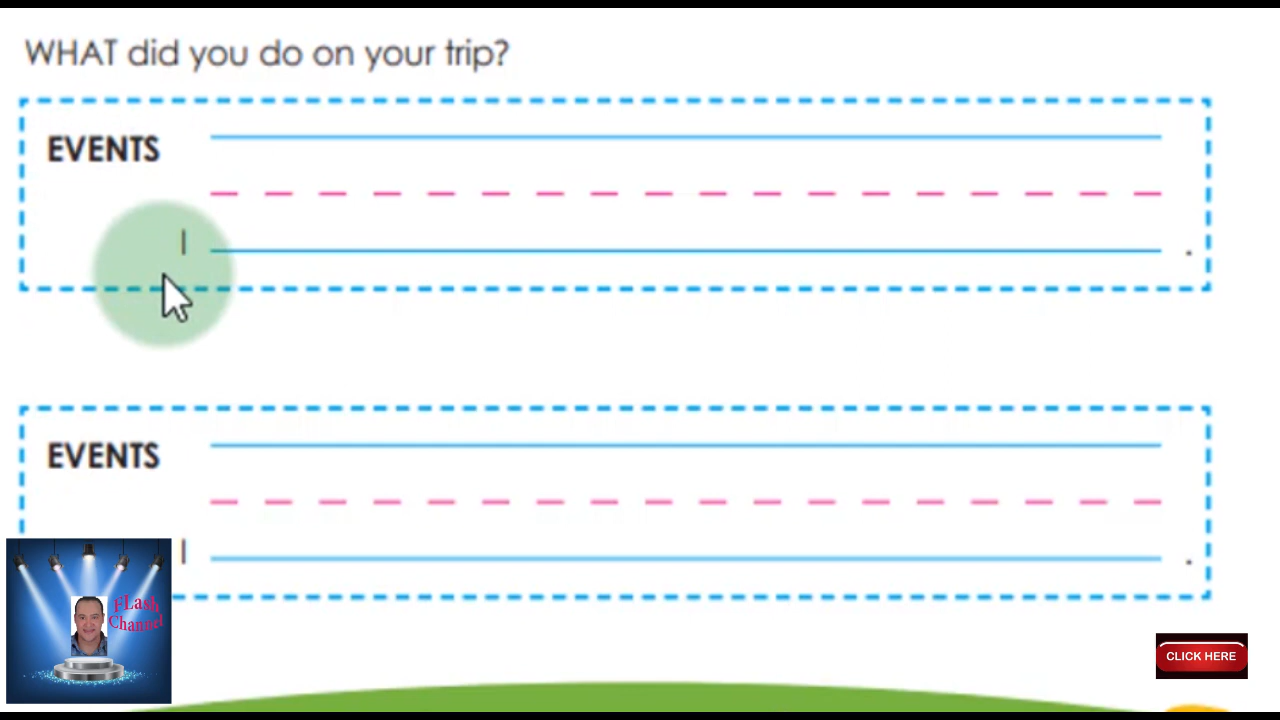 WHAT did you do on your trip?
EVENTS
I .
EVENTS
I .
FLash
Channel
CLICK HERE